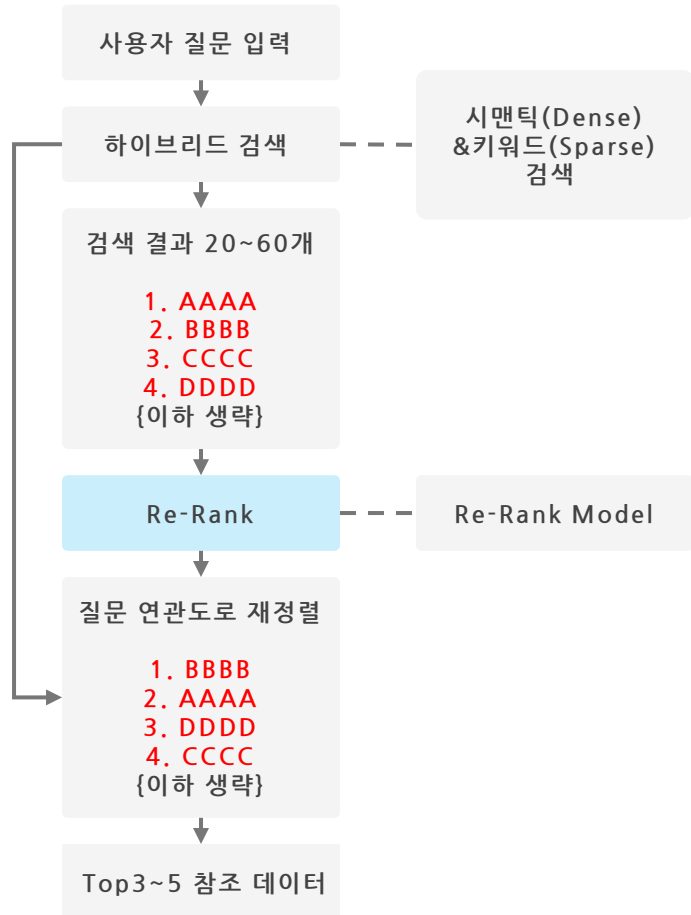 사용자 질문 입력
하이브리드 검색
시맨틱(Dense)
&키워드(Sparse)
검색
검색 결과 20~60개
1. AAAA
2. BBBB
3. CCCC
4. DDDD
{이하 생략}
Re-Rank
Re-Rank Model
질문 연관도로 재정렬
1. BBBB
2. AAAA
3. DDDD
4. CCCC
{이하 생략}
Top3~5 참조 데이터